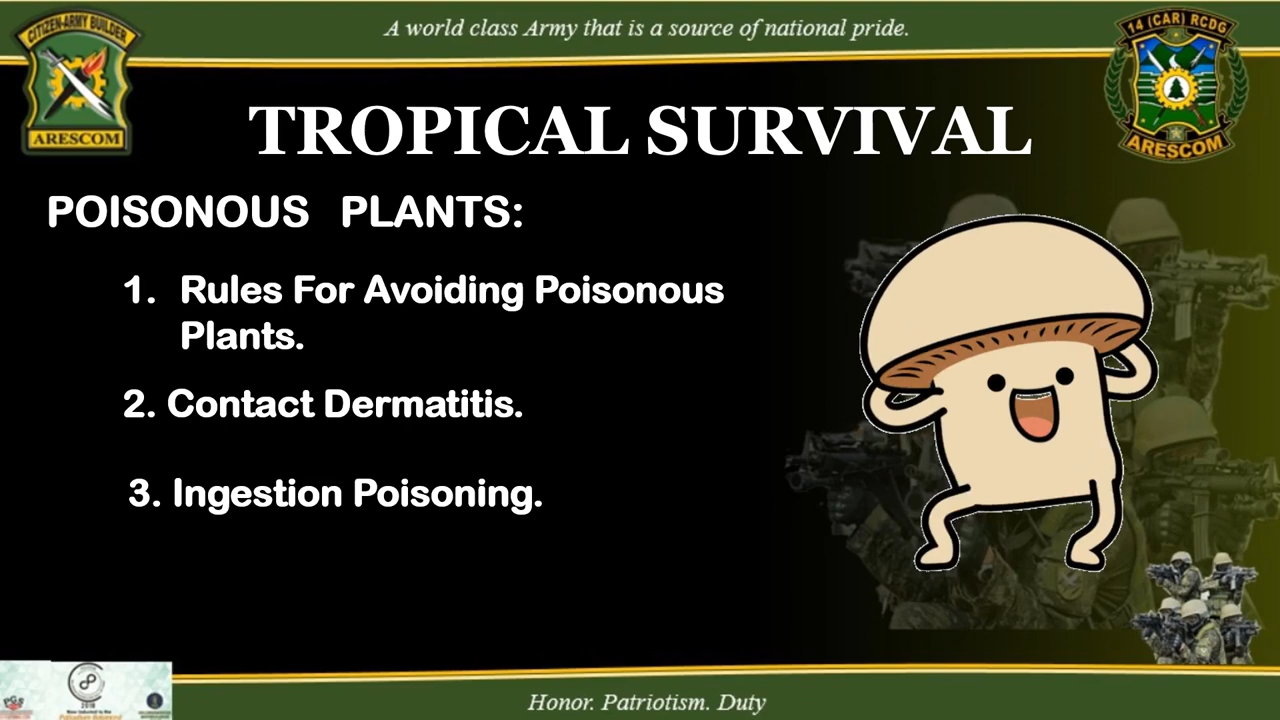 A world class Army that is a source of national pride.
CITIZEN-ARMY BUILDER
ARESCOM
14 (CAR) RCDG
ARESCOM
TROPICAL SURVIVAL
POISONOUS PLANTS:
1. Rules For Avoiding Poisonous
Plants.
2. Contact Dermatitis.
3. Ingestion Poisoning.
PGS
2018
Honor. Patriotism. Duty